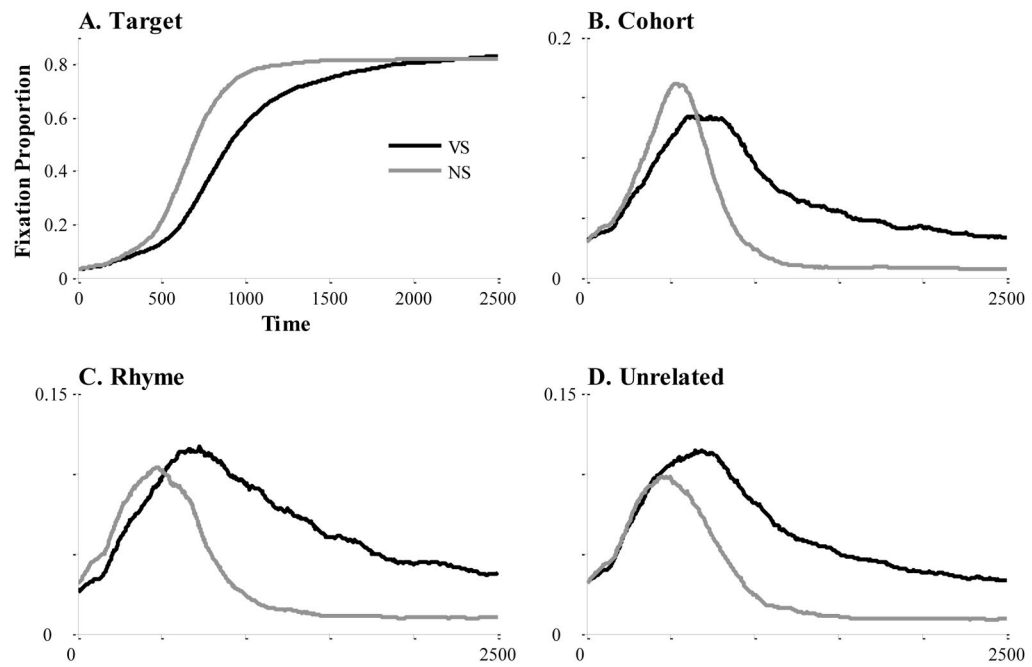 A. Target
B. Cohort
Fixation Proportion
0.8
0.6
0.4
0.2
0
VS
NS
0 500 1000 1500 2000 2500
Time
0.2
0
0 2500
C. Rhyme
D. Unrelated
0.15
0
0 2500
0.15
0
0 2500